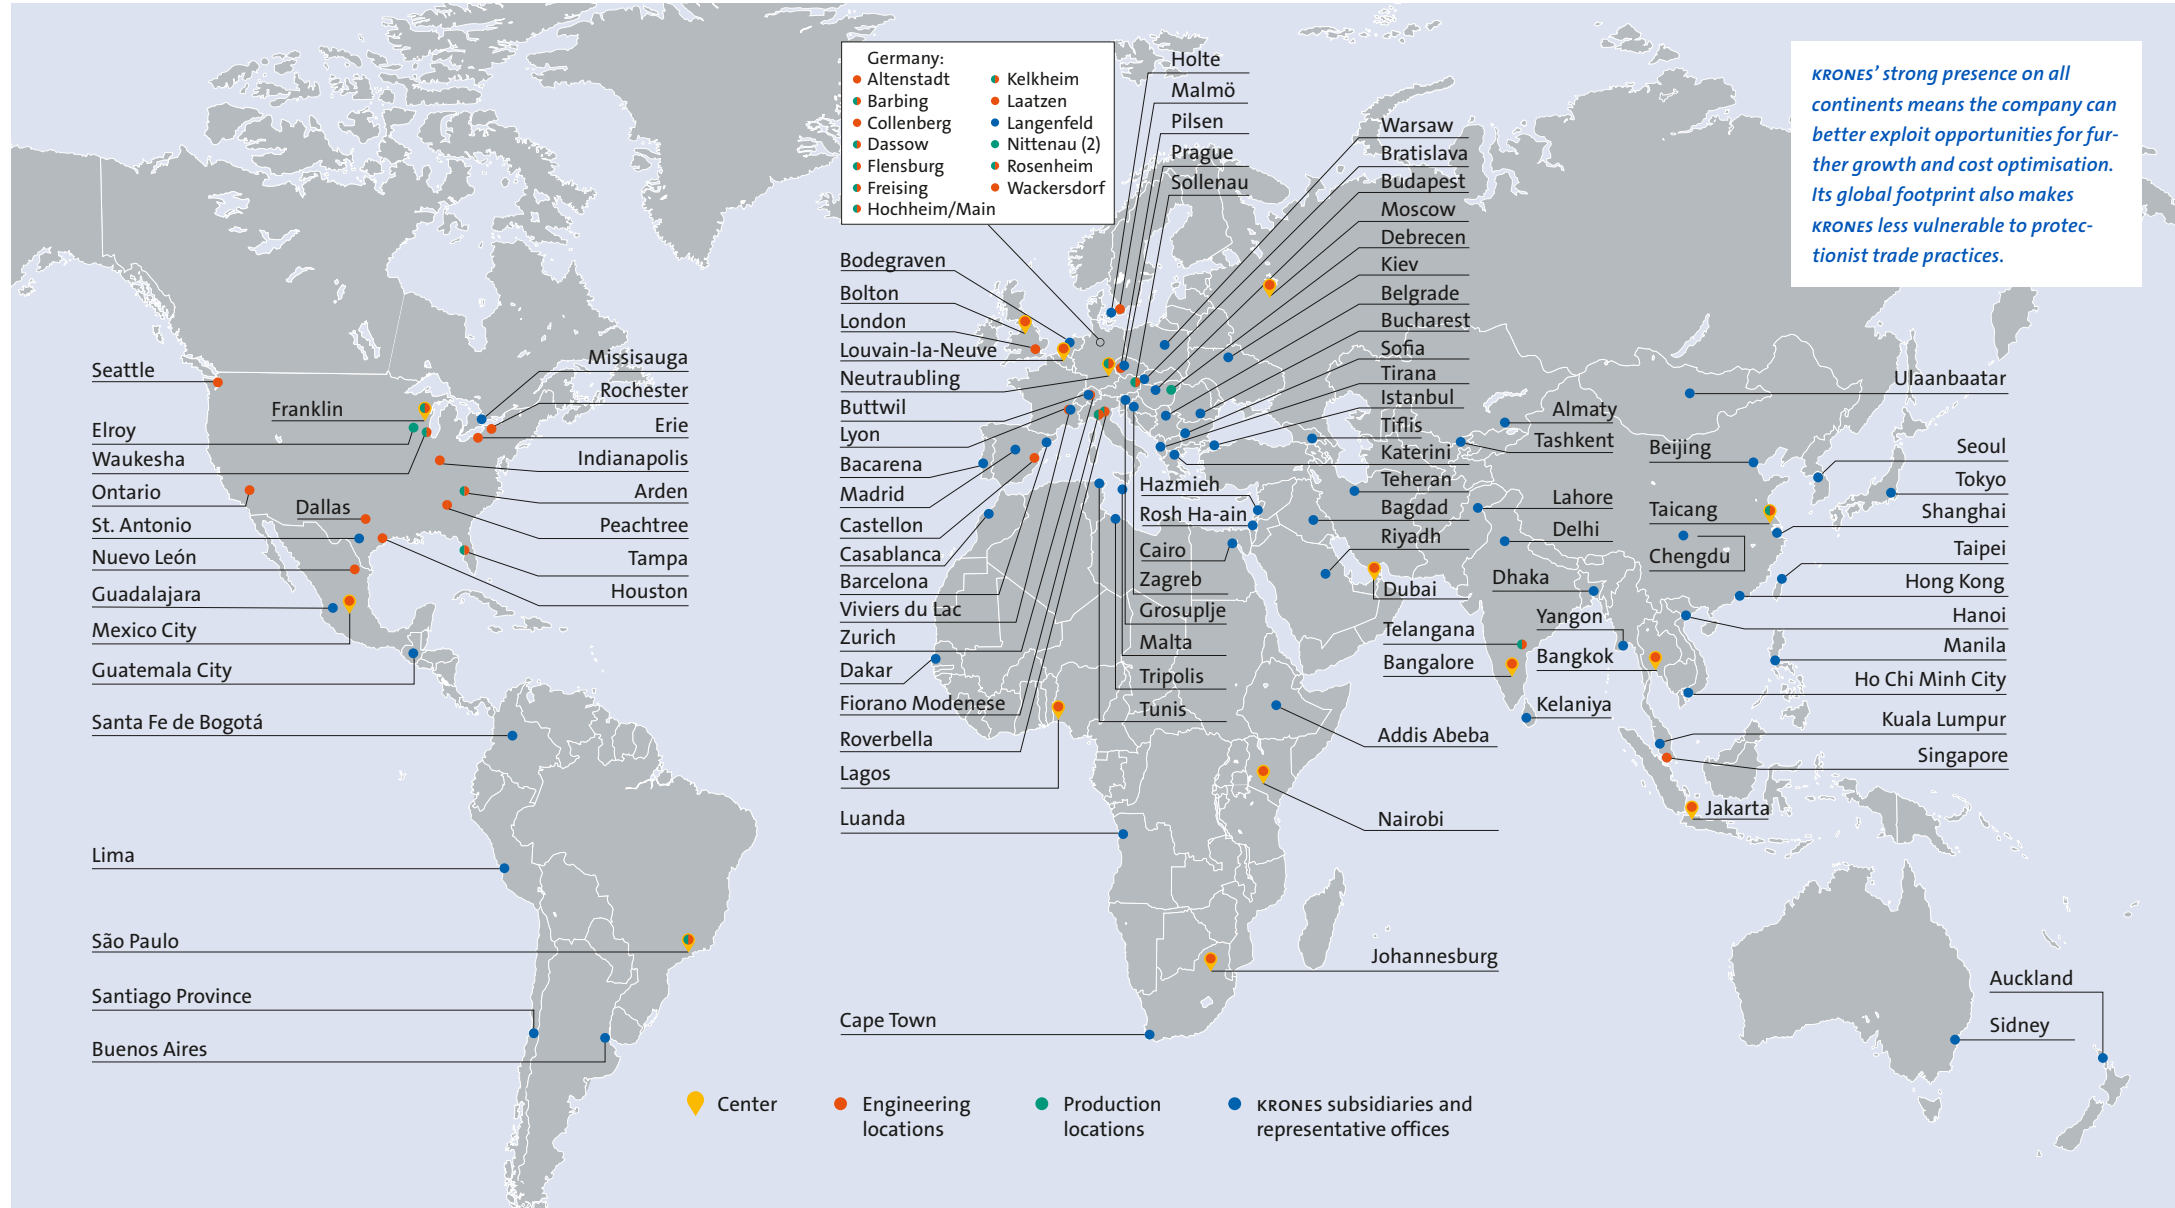 Germany:
Altenstadt
Barbing
Collenberg
Dassow
Flensburg
Freising
Hochheim/Main
Kelkheim
Laatzen
Langenfeld
Nittenau (2)
Rosenheim
Wackersdorf
KRONES’ strong presence on all
continents means the company can
better exploit opportunities for fur-
ther growth and cost optimisation.
Its global footprint also makes
KRONES less vulnerable to protec-
tionist trade practices.
Seattle
Franklin
Elroy
Waukesha
Ontario
Dallas
St. Antonio
Nuevo León
Guadalajara
Mexico City
Guatemala City
Santa Fe de Bogotá
Lima
São Paulo
Santiago Province
Buenos Aires
Missisauga
Rochester
Erie
Indianapolis
Arden
Peachtree
Tampa
Houston
Bodegraven
Bolton
London
Louvain-la-Neuve
Neutraubling
Buttwil
Lyon
Bacarena
Madrid
Castellon
Casablanca
Barcelona
Viviers du Lac
Zurich
Dakar
Fiorano Modenese
Roverbella
Lagos
Luanda
Cape Town
Holte
Malmö
Pilsen
Prague
Sollenau
Warsaw
Bratislava
Budapest
Moscow
Debrecen
Kiev
Belgrade
Bucharest
Sofia
Tirana
Istanbul
Tiflis
Katerini
Teheran
Bagdad
Riyadh
Dubai
Hazmieh
Rosh Ha-ain
Cairo
Zagreb
Grosuplje
Malta
Tripolis
Tunis
Addis Abeba
Nairobi
Johannesburg
Almaty
Tashkent
Lahore
Delhi
Dhaka
Yangon
Telangana
Bangalore
Bangkok
Kelaniya
Ulaanbaatar
Beijing
Seoul
Tokyo
Taicang
Shanghai
Chengdu
Taipei
Hong Kong
Hanoi
Manila
Ho Chi Minh City
Kuala Lumpur
Singapore
Jakarta
Auckland
Sidney
Center
Engineering
locations
Production
locations
KRONES subsidiaries and
representative offices